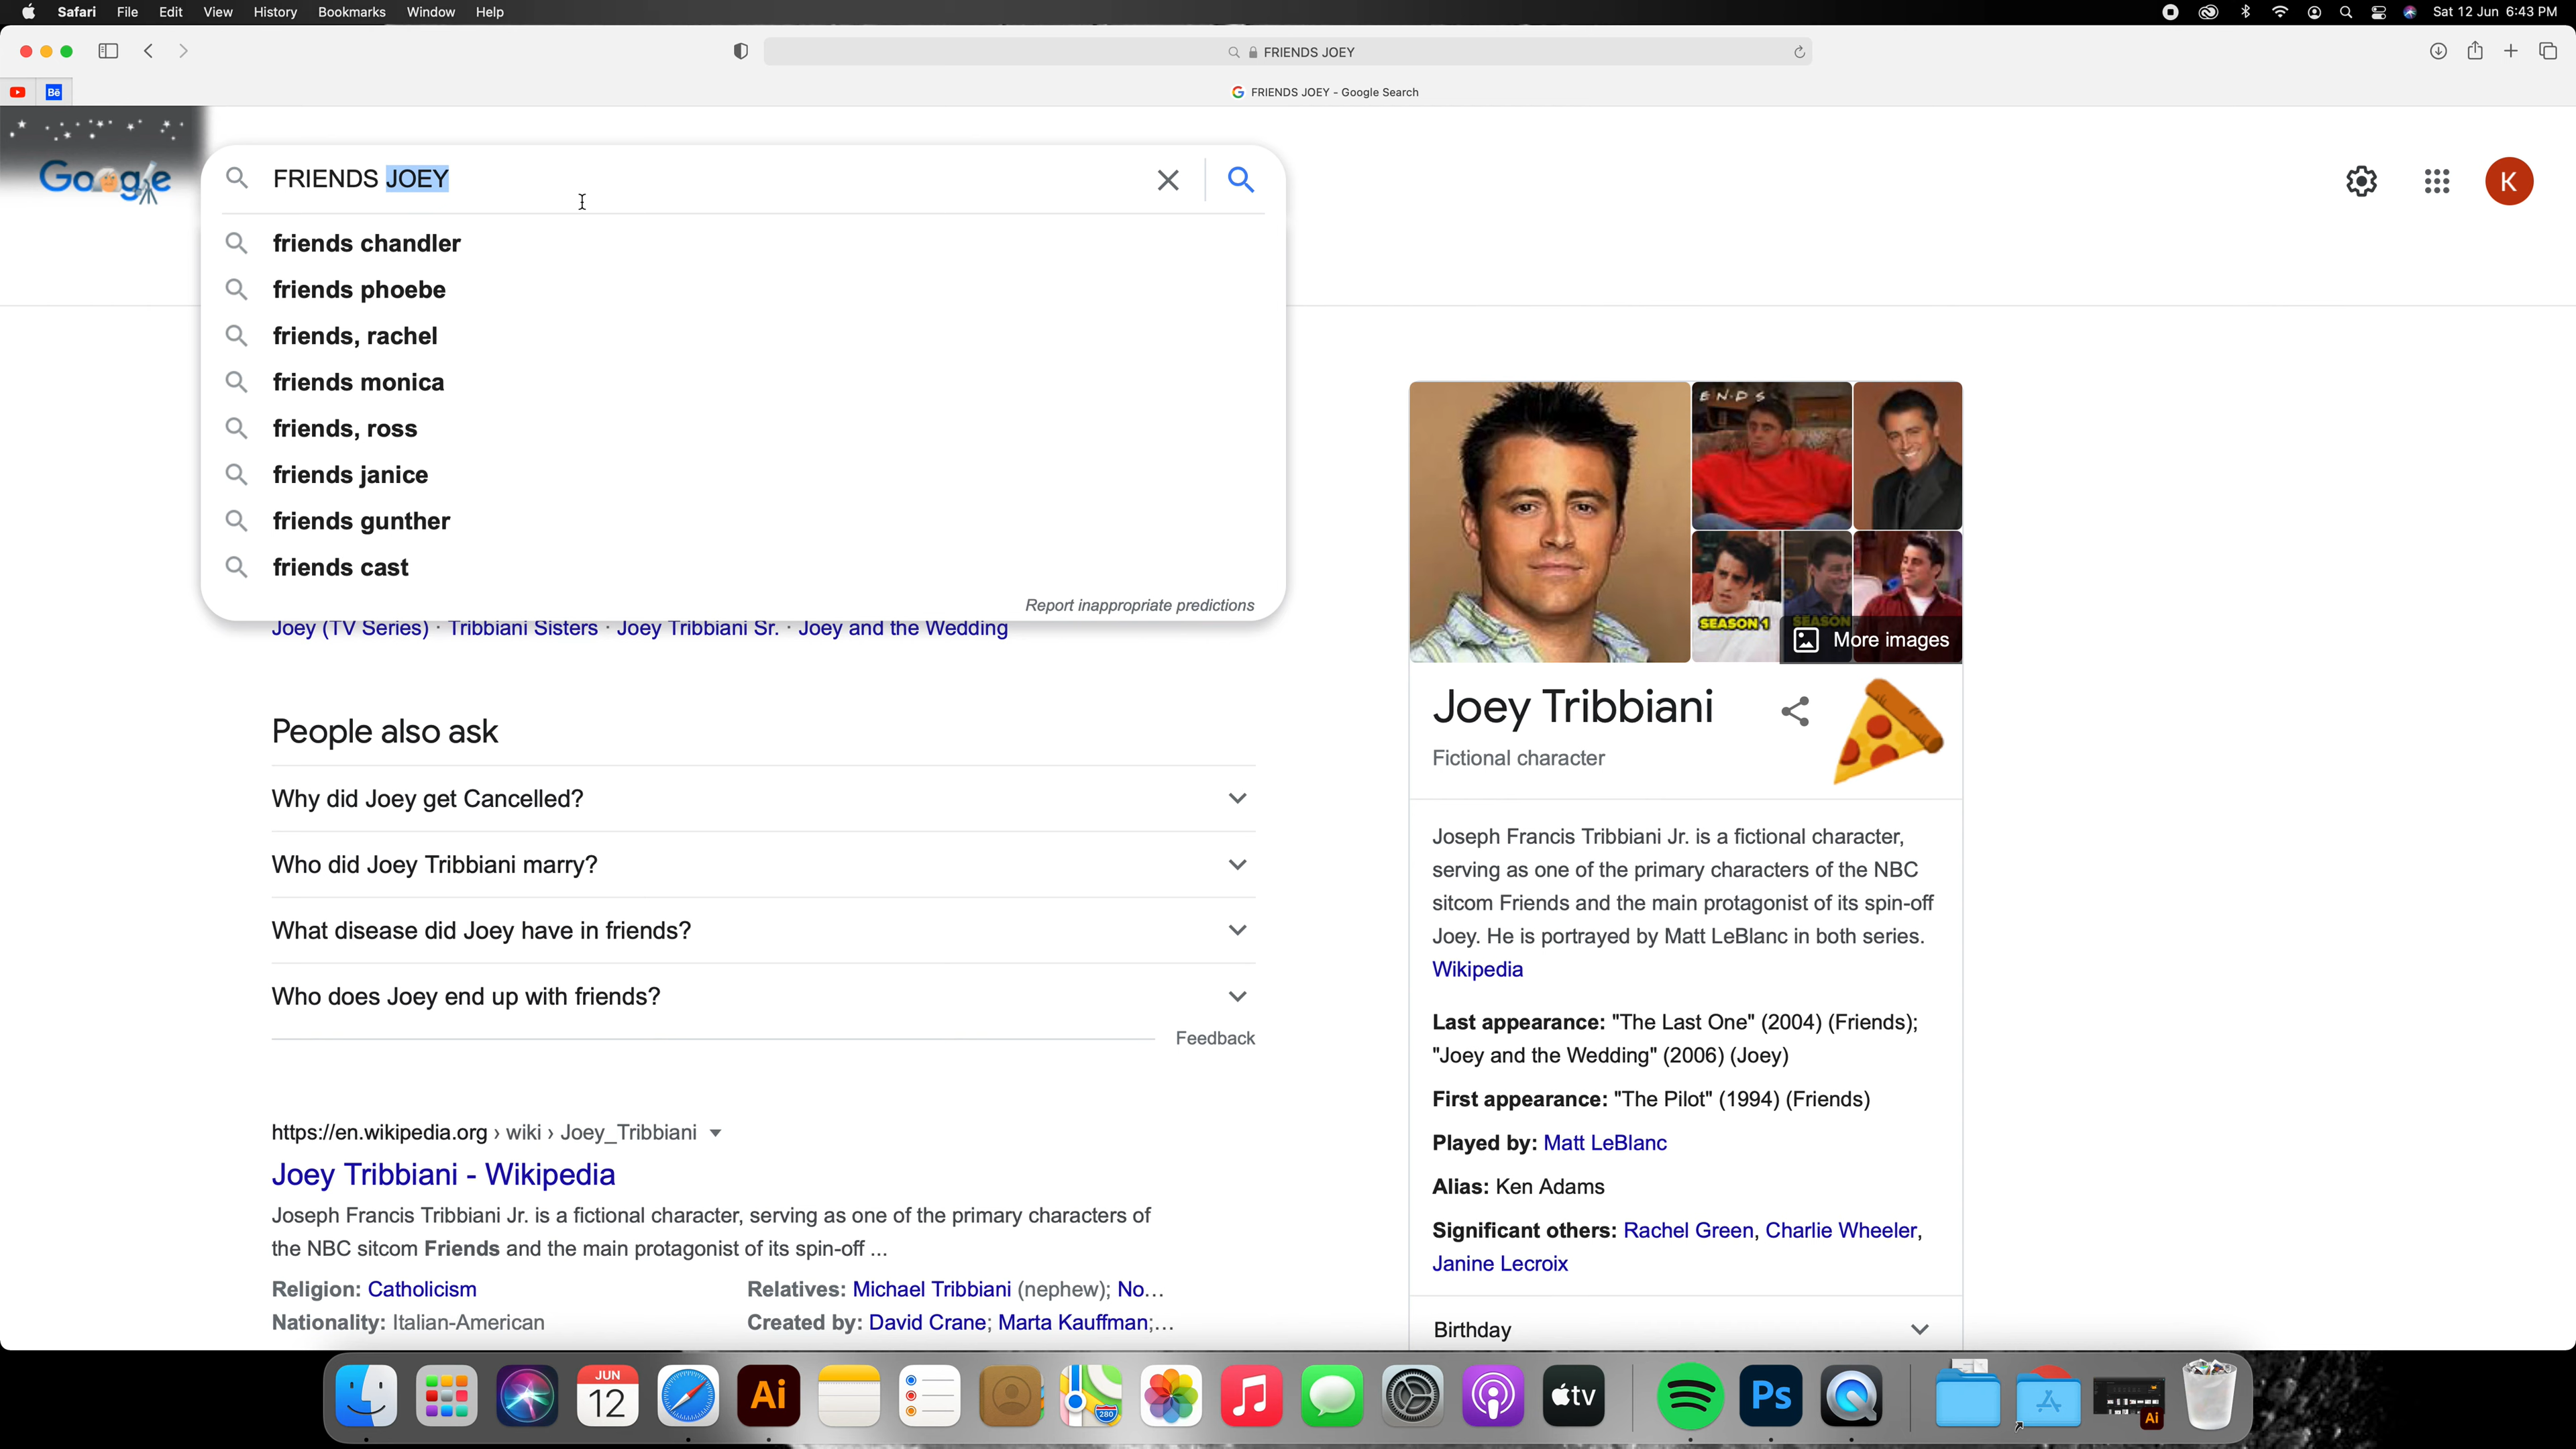 Safari File Edit View History Bookmarks Window Help
Sat 12 Jun 6:43 PM
FRIENDS JOEY
Bē
FRIENDS JOEY - Google Search
Google
FRIENDS JOEY
K
friends chandler
friends phoebe
friends, rachel
friends monica
friends, ross
friends janice
friends gunther
friends cast
Report inappropriate predictions
Joey (TV Series) · Tribbiani Sisters · Joey Tribbiani Sr. · Joey and the Wedding
People also ask
Why did Joey get Cancelled?
Who did Joey Tribbiani marry?
What disease did Joey have in friends?
Who does Joey end up with friends?
Feedback
https://en.wikipedia.org › wiki › Joey_Tribbiani
Joey Tribbiani - Wikipedia
Joseph Francis Tribbiani Jr. is a fictional character, serving as one of the primary characters of
the NBC sitcom Friends and the main protagonist of its spin-off ...
Religion: Catholicism
Relatives: Michael Tribbiani (nephew); No...
Nationality: Italian-American
Created by: David Crane; Marta Kauffman;...
E·N·D·S
SEASON 1
SEASON
More images
Joey Tribbiani
Fictional character
Joseph Francis Tribbiani Jr. is a fictional character,
serving as one of the primary characters of the NBC
sitcom Friends and the main protagonist of its spin-off
Joey. He is portrayed by Matt LeBlanc in both series.
Wikipedia
Last appearance: "The Last One" (2004) (Friends);
"Joey and the Wedding" (2006) (Joey)
First appearance: "The Pilot" (1994) (Friends)
Played by: Matt LeBlanc
Alias: Ken Adams
Significant others: Rachel Green, Charlie Wheeler,
Janine Lecroix
Birthday
JUN
12
Ai
280
tv
Ps
Ai